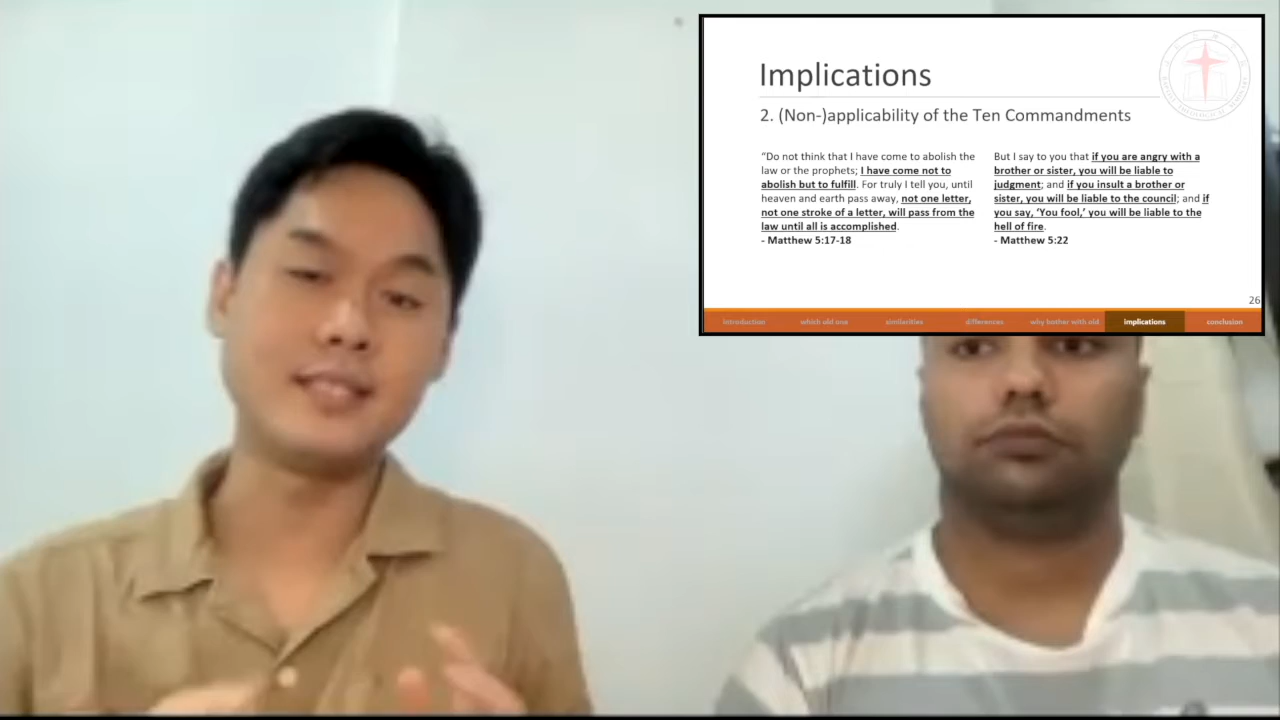 Implications
2. (Non-)applicability of the Ten Commandments
“Do not think that I have come to abolish the
law or the prophets; I have come not to
abolish but to fulfill. For truly I tell you, until
heaven and earth pass away, not one letter,
not one stroke of a letter, will pass from the
law until all is accomplished.
- Matthew 5:17-18
But I say to you that if you are angry with a
brother or sister, you will be liable to
judgment; and if you insult a brother or
sister, you will be liable to the council; and if
you say, ‘You fool,’ you will be liable to the
hell of fire.
- Matthew 5:22
26
introduction
which old one
similarities
differences
why bother with old
implications
conclusion